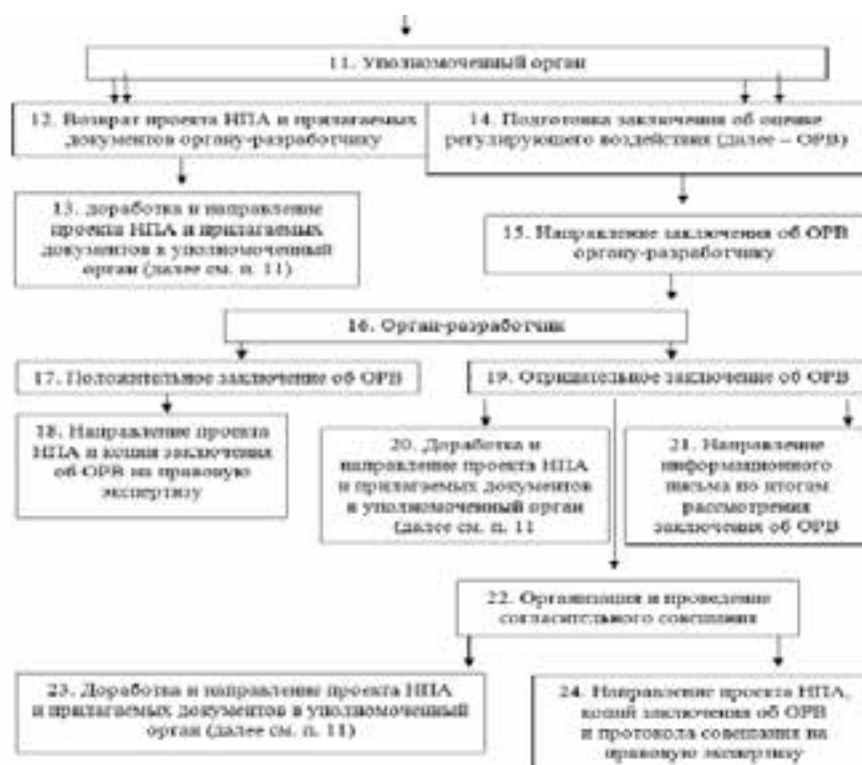 11. Уполномоченный орган
12. Возврат проекта НПА и прилагаемых
документов органу-разработчику
14. Подготовка заключения об оценке
регулирующего воздействия (далее – ОРВ)
13. доработка и направление
проекта НПА и прилагаемых
документов в уполномоченный
орган (далее см. п. 11)
15. Направление заключения об ОРВ
органу-разработчику
16. Орган-разработчик
17. Положительное заключение об ОРВ
19. Отрицательное заключение об ОРВ
18. Направление проекта
НПА и копии заключения
об ОРВ на правовую
экспертизу
20. Доработка и
направление проекта НПА
и прилагаемых документов
в уполномоченный орган
(далее см. п. 11
21. Направление
информационного
письма по итогам
рассмотрения
заключения об ОРВ
22. Организация и проведение
согласительного совещания
23. Доработка и направление проекта НПА
и прилагаемых документов в уполномоченный
орган (далее см. п. 11)
24. Направление проекта НПА,
копий заключения об ОРВ
и протокола совещания на
правовую экспертизу